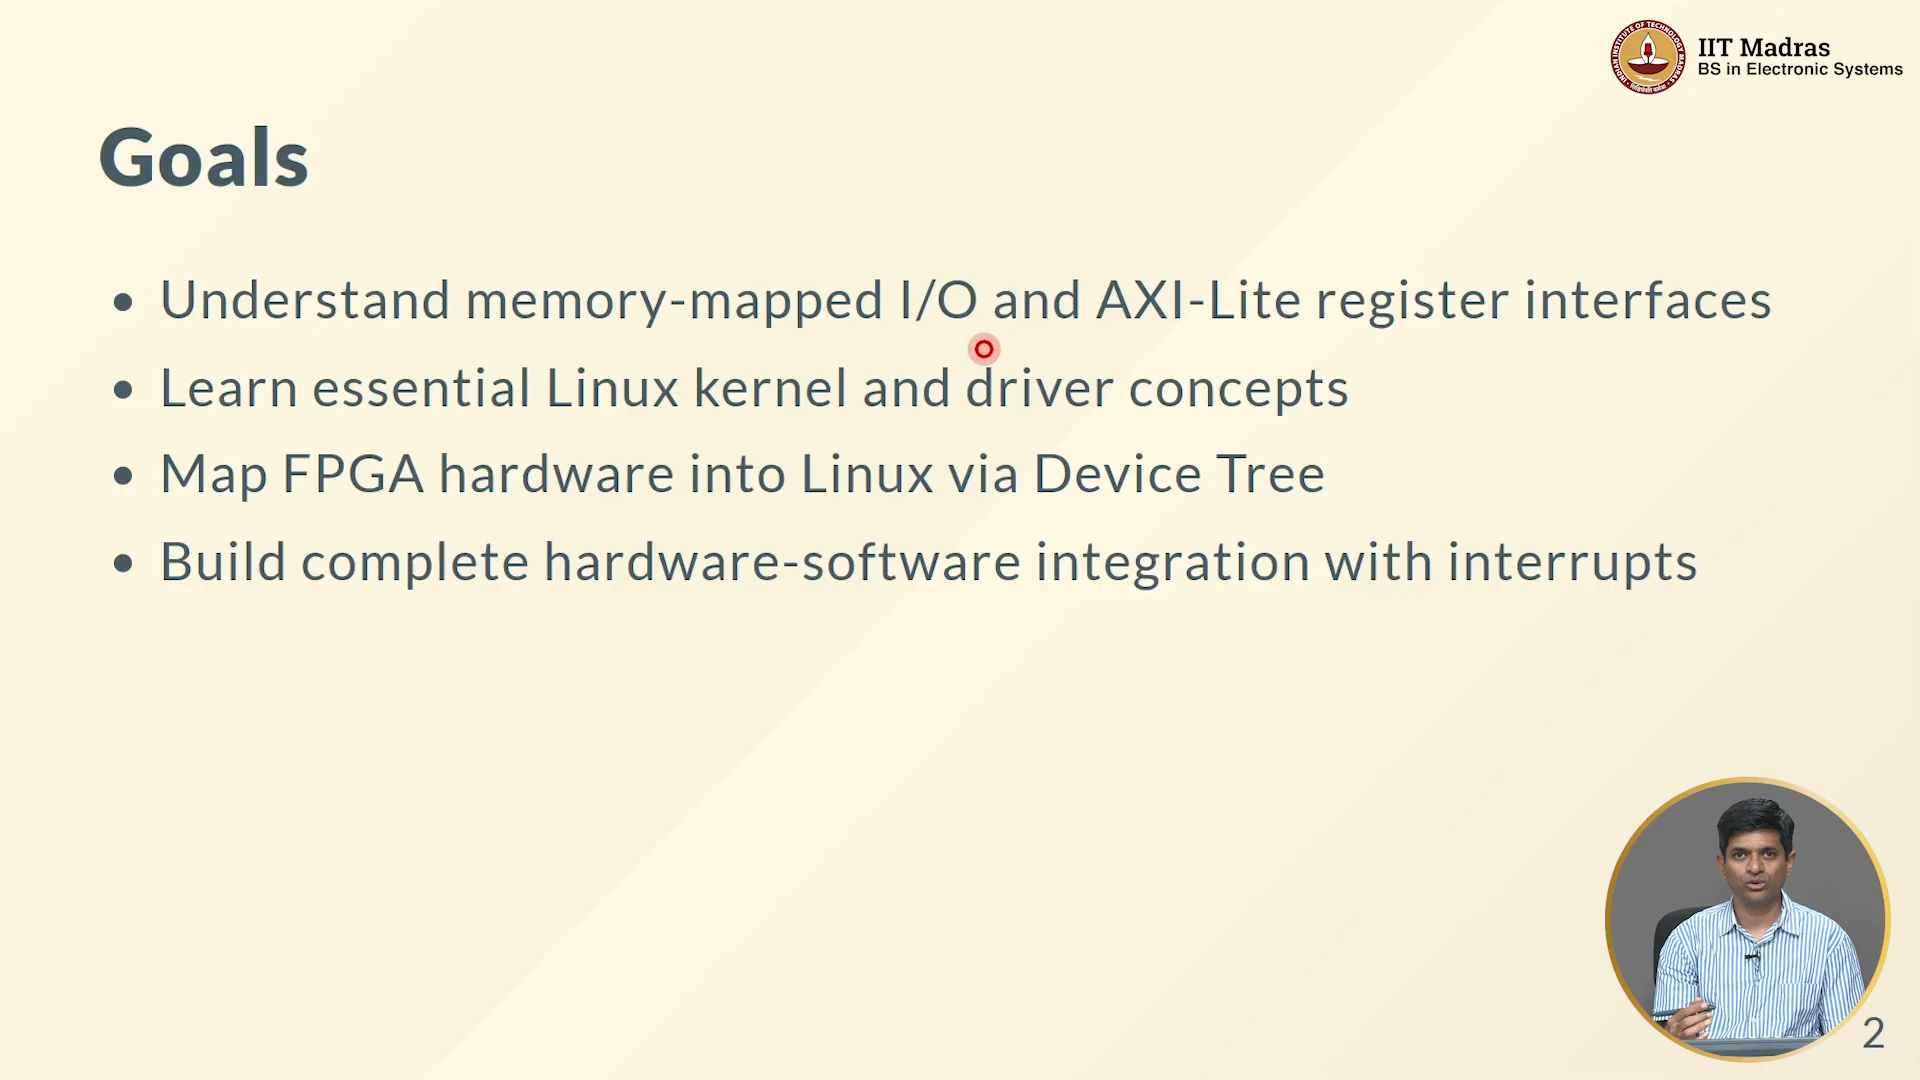 IIT Madras
BS in Electronic Systems
Goals
• Understand memory-mapped I/O and AXI-Lite register interfaces
• Learn essential Linux kernel and driver concepts
• Map FPGA hardware into Linux via Device Tree
• Build complete hardware-software integration with interrupts
2